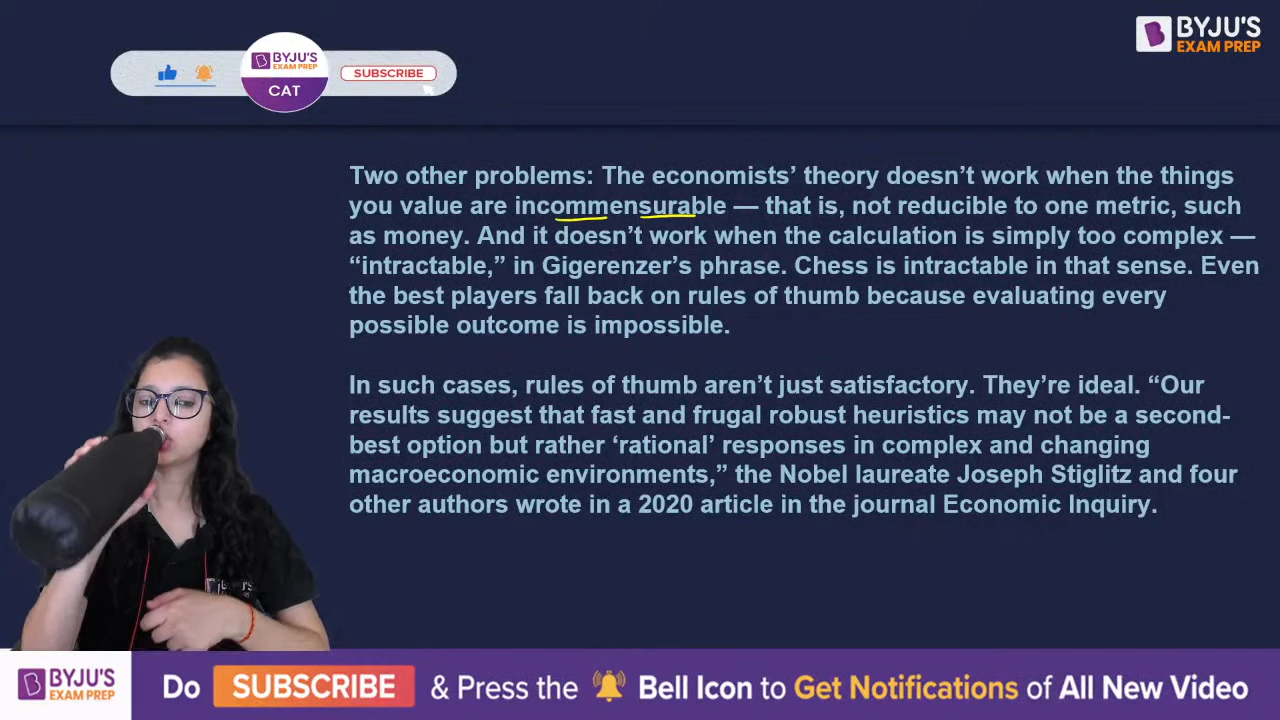 BYJU'S
EXAM PREP
BYJU'S
EXAM PREP
SUBSCRIBE
CAT
Two other problems: The economists’ theory doesn’t work when the things
you value are incommensurable — that is, not reducible to one metric, such
as money. And it doesn’t work when the calculation is simply too complex —
“intractable,” in Gigerenzer’s phrase. Chess is intractable in that sense. Even
the best players fall back on rules of thumb because evaluating every
possible outcome is impossible.
In such cases, rules of thumb aren’t just satisfactory. They’re ideal. “Our
results suggest that fast and frugal robust heuristics may not be a second-
best option but rather ‘rational’ responses in complex and changing
macroeconomic environments,” the Nobel laureate Joseph Stiglitz and four
other authors wrote in a 2020 article in the journal Economic Inquiry.
BYJU'S
EXAM PREP
Do SUBSCRIBE & Press the Bell Icon to Get Notifications of All New Video